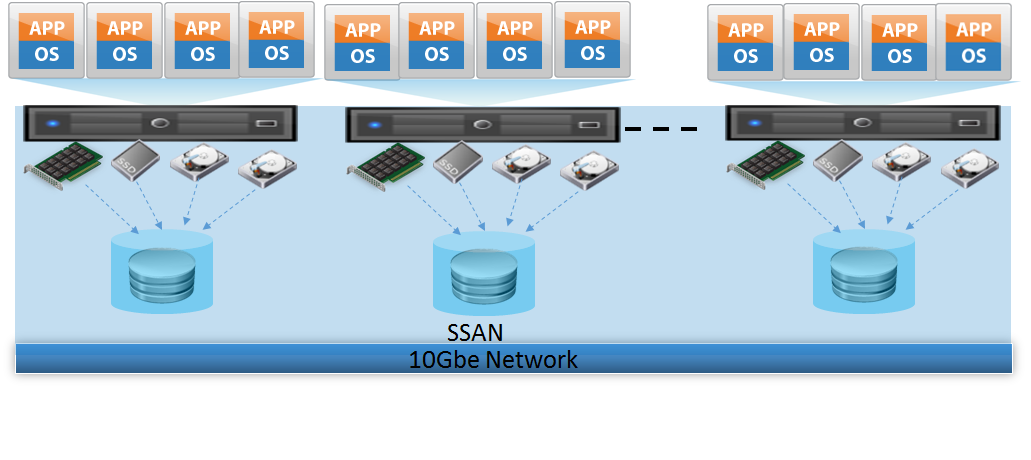 APP APP APP APP APP APP APP APP APP APP APP APP
OS OS OS OS OS OS OS OS OS OS OS OS
SSD SSD SSD
SSAN
10Gbe Network